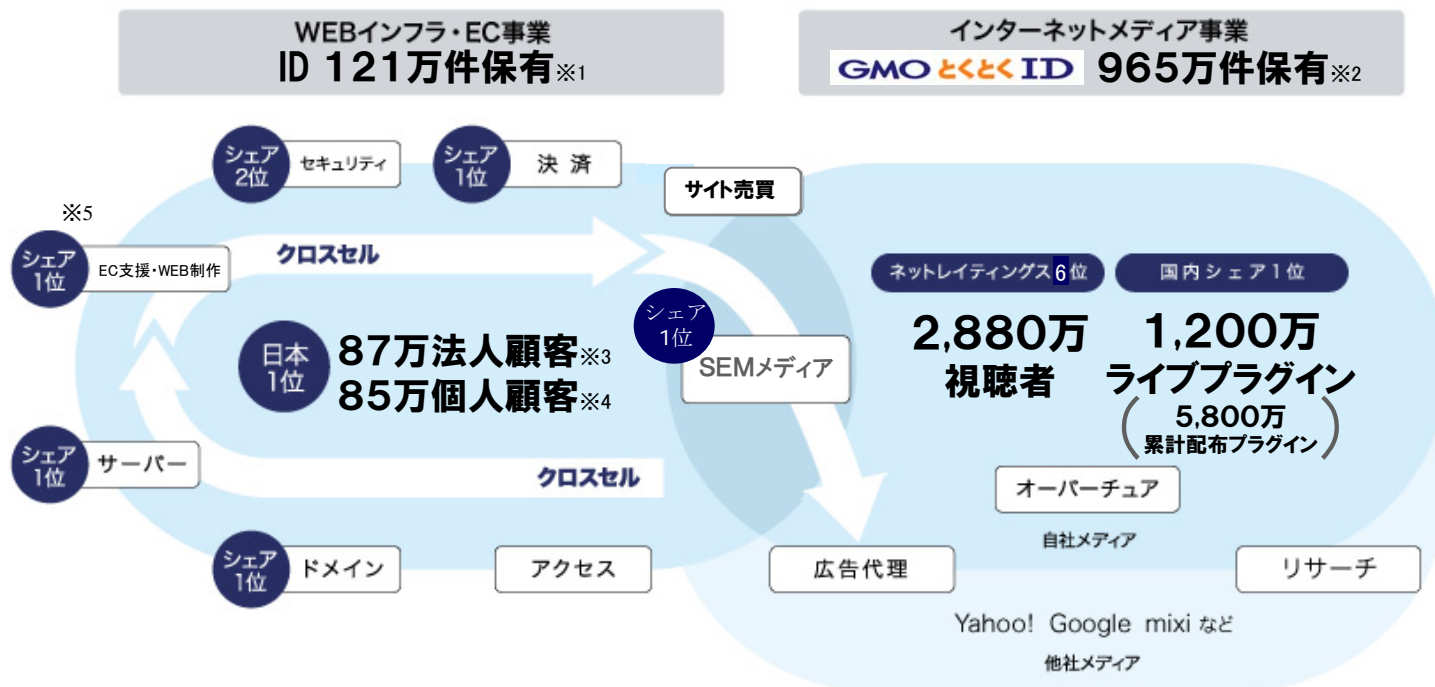 WEBインフラ・EC事業
ID 121万件保有※1
インターネットメディア事業
GMOとくとくID 965万件保有※2
シェア
2位
セキュリティ
シェア
1位
決済
サイト売買
※5
シェア
1位
EC支援・WEB制作
クロスセル
ネットレイティングス6位
国内シェア1位
シェア
1位
SEMメディア
日本
1位
87万法人顧客※3
85万個人顧客※4
2,880万
視聴者
1,200万
ライブプラグイン
(5,800万
累計配布プラグイン)
シェア
1位
サーバー
クロスセル
オーバーチュア
自社メディア
シェア
1位
ドメイン
アクセス
広告代理
リサーチ
Yahoo! Google mixi など
他社メディア